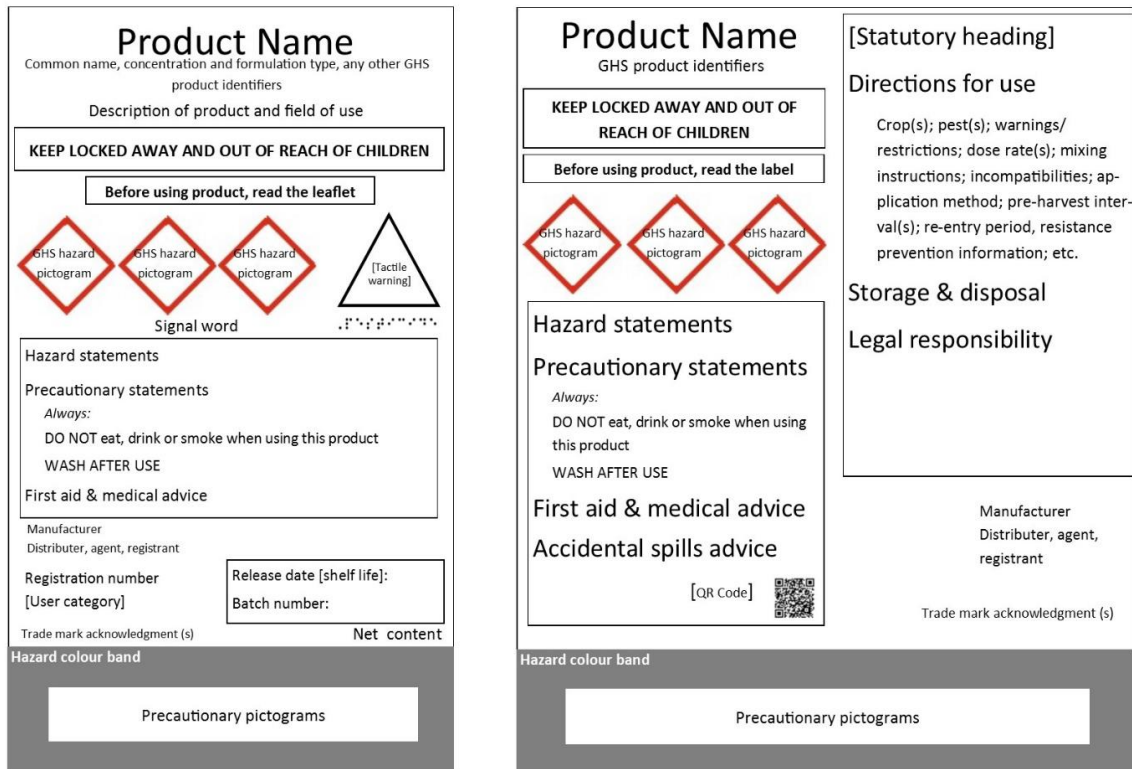 Product Name
Common name, concentration and formulation type, any other GHS
product identifiers
Description of product and field of use
KEEP LOCKED AWAY AND OUT OF REACH OF CHILDREN
Before using product, read the leaflet
GHS hazard
pictogram
GHS hazard
pictogram
GHS hazard
pictogram
[Tactile
warning]
Signal word
⠠⠏⠑⠎⠞⠊⠉⠊⠙⠑
Hazard statements
Precautionary statements
Always:
DO NOT eat, drink or smoke when using this product
WASH AFTER USE
First aid & medical advice
Manufacturer
Distributer, agent, registrant
Registration number
[User category]
Release date [shelf life]:
Batch number:
Trade mark acknowledgment (s)
Net content
Hazard colour band
Precautionary pictograms
Product Name
GHS product identifiers
KEEP LOCKED AWAY AND OUT OF
REACH OF CHILDREN
Before using product, read the label
GHS hazard
pictogram
GHS hazard
pictogram
GHS hazard
pictogram
Hazard statements
Precautionary statements
Always:
DO NOT eat, drink or smoke when using
this product
WASH AFTER USE
First aid & medical advice
Accidental spills advice
[QR Code]
[Statutory heading]
Directions for use
Crop(s); pest(s); warnings/
restrictions; dose rate(s); mixing
instructions; incompatibilities; ap-
plication method; pre-harvest inter-
val(s); re-entry period, resistance
prevention information; etc.
Storage & disposal
Legal responsibility
Manufacturer
Distributer, agent,
registrant
Trade mark acknowledgment (s)
Hazard colour band
Precautionary pictograms